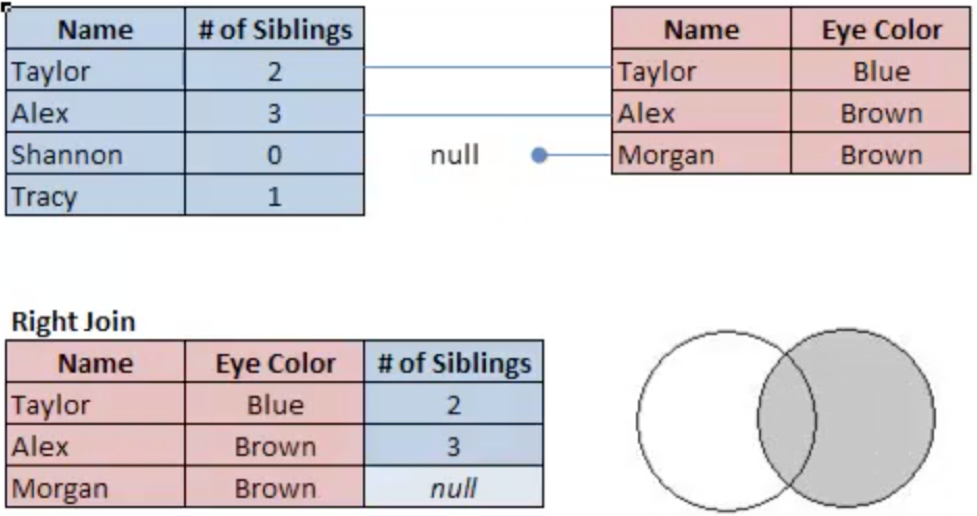 Name # of Siblings Name Eye Color
Taylor 2 Taylor Blue
Alex 3 Alex Brown
Shannon 0 null Morgan Brown
Tracy 1
Right Join
Name Eye Color # of Siblings
Taylor Blue 2
Alex Brown 3
Morgan Brown null